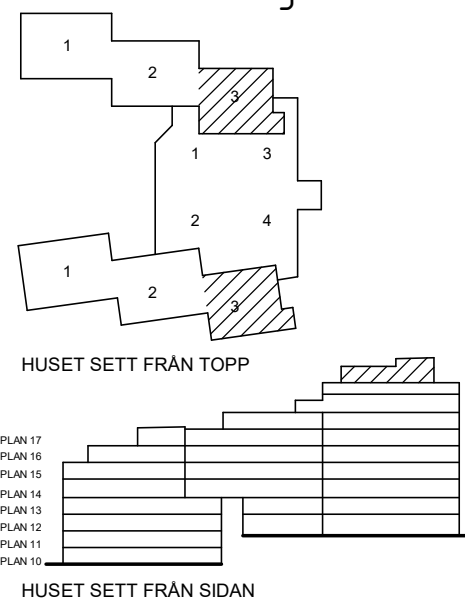 1
2
3
1
3
2
4
1
2
3
HUSET SETT FRÅN TOPP
PLAN 17
PLAN 16
PLAN 15
PLAN 14
PLAN 13
PLAN 12
PLAN 11
PLAN 10
HUSET SETT FRÅN SIDAN